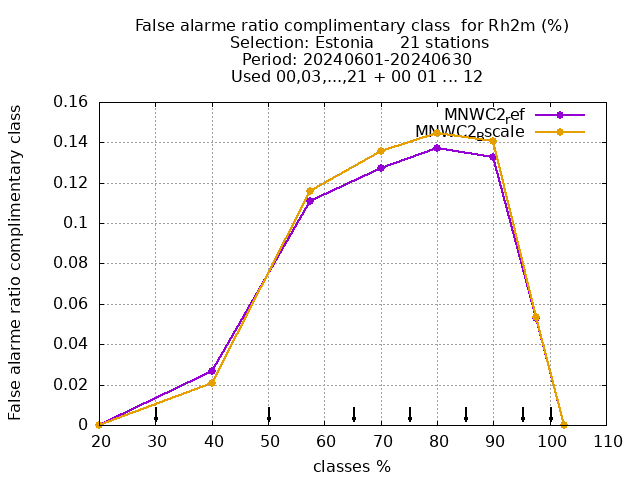 False alarme ratio complimentary class  for Rh2m (%)
Selection: Estonia     21 stations
Period: 20240601-20240630
Used 00,03,...,21 + 00 01 ... 12
MNWC2ref
MNWC2Bscale
False alarme ratio complimentary class
0.16
0.14
0.12
0.1
0.08
0.06
0.04
0.02
0
20 30 40 50 60 70 80 90 100 110
classes %